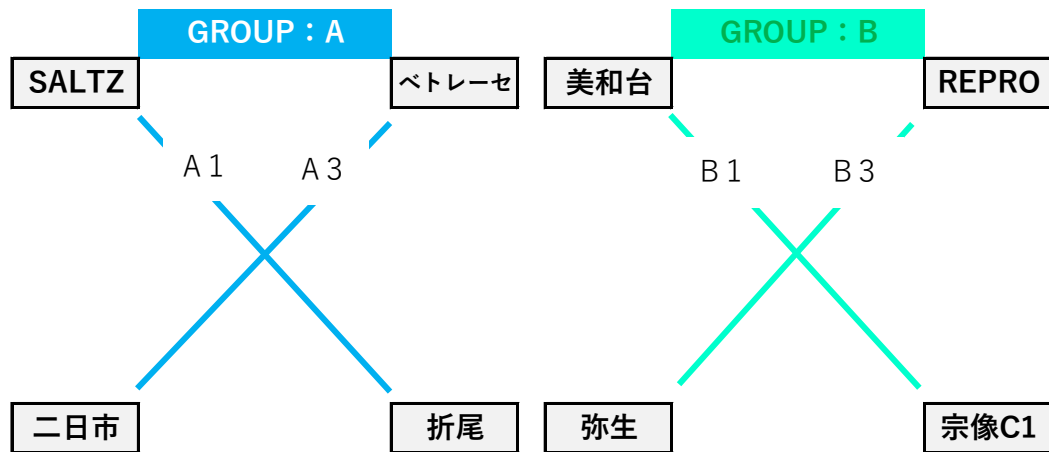 GROUP：A
GROUP：B
SALTZ
ベトレーセ
美和台
REPRO
A1
A3
B1
B3
二日市
折尾
弥生
宗像C1